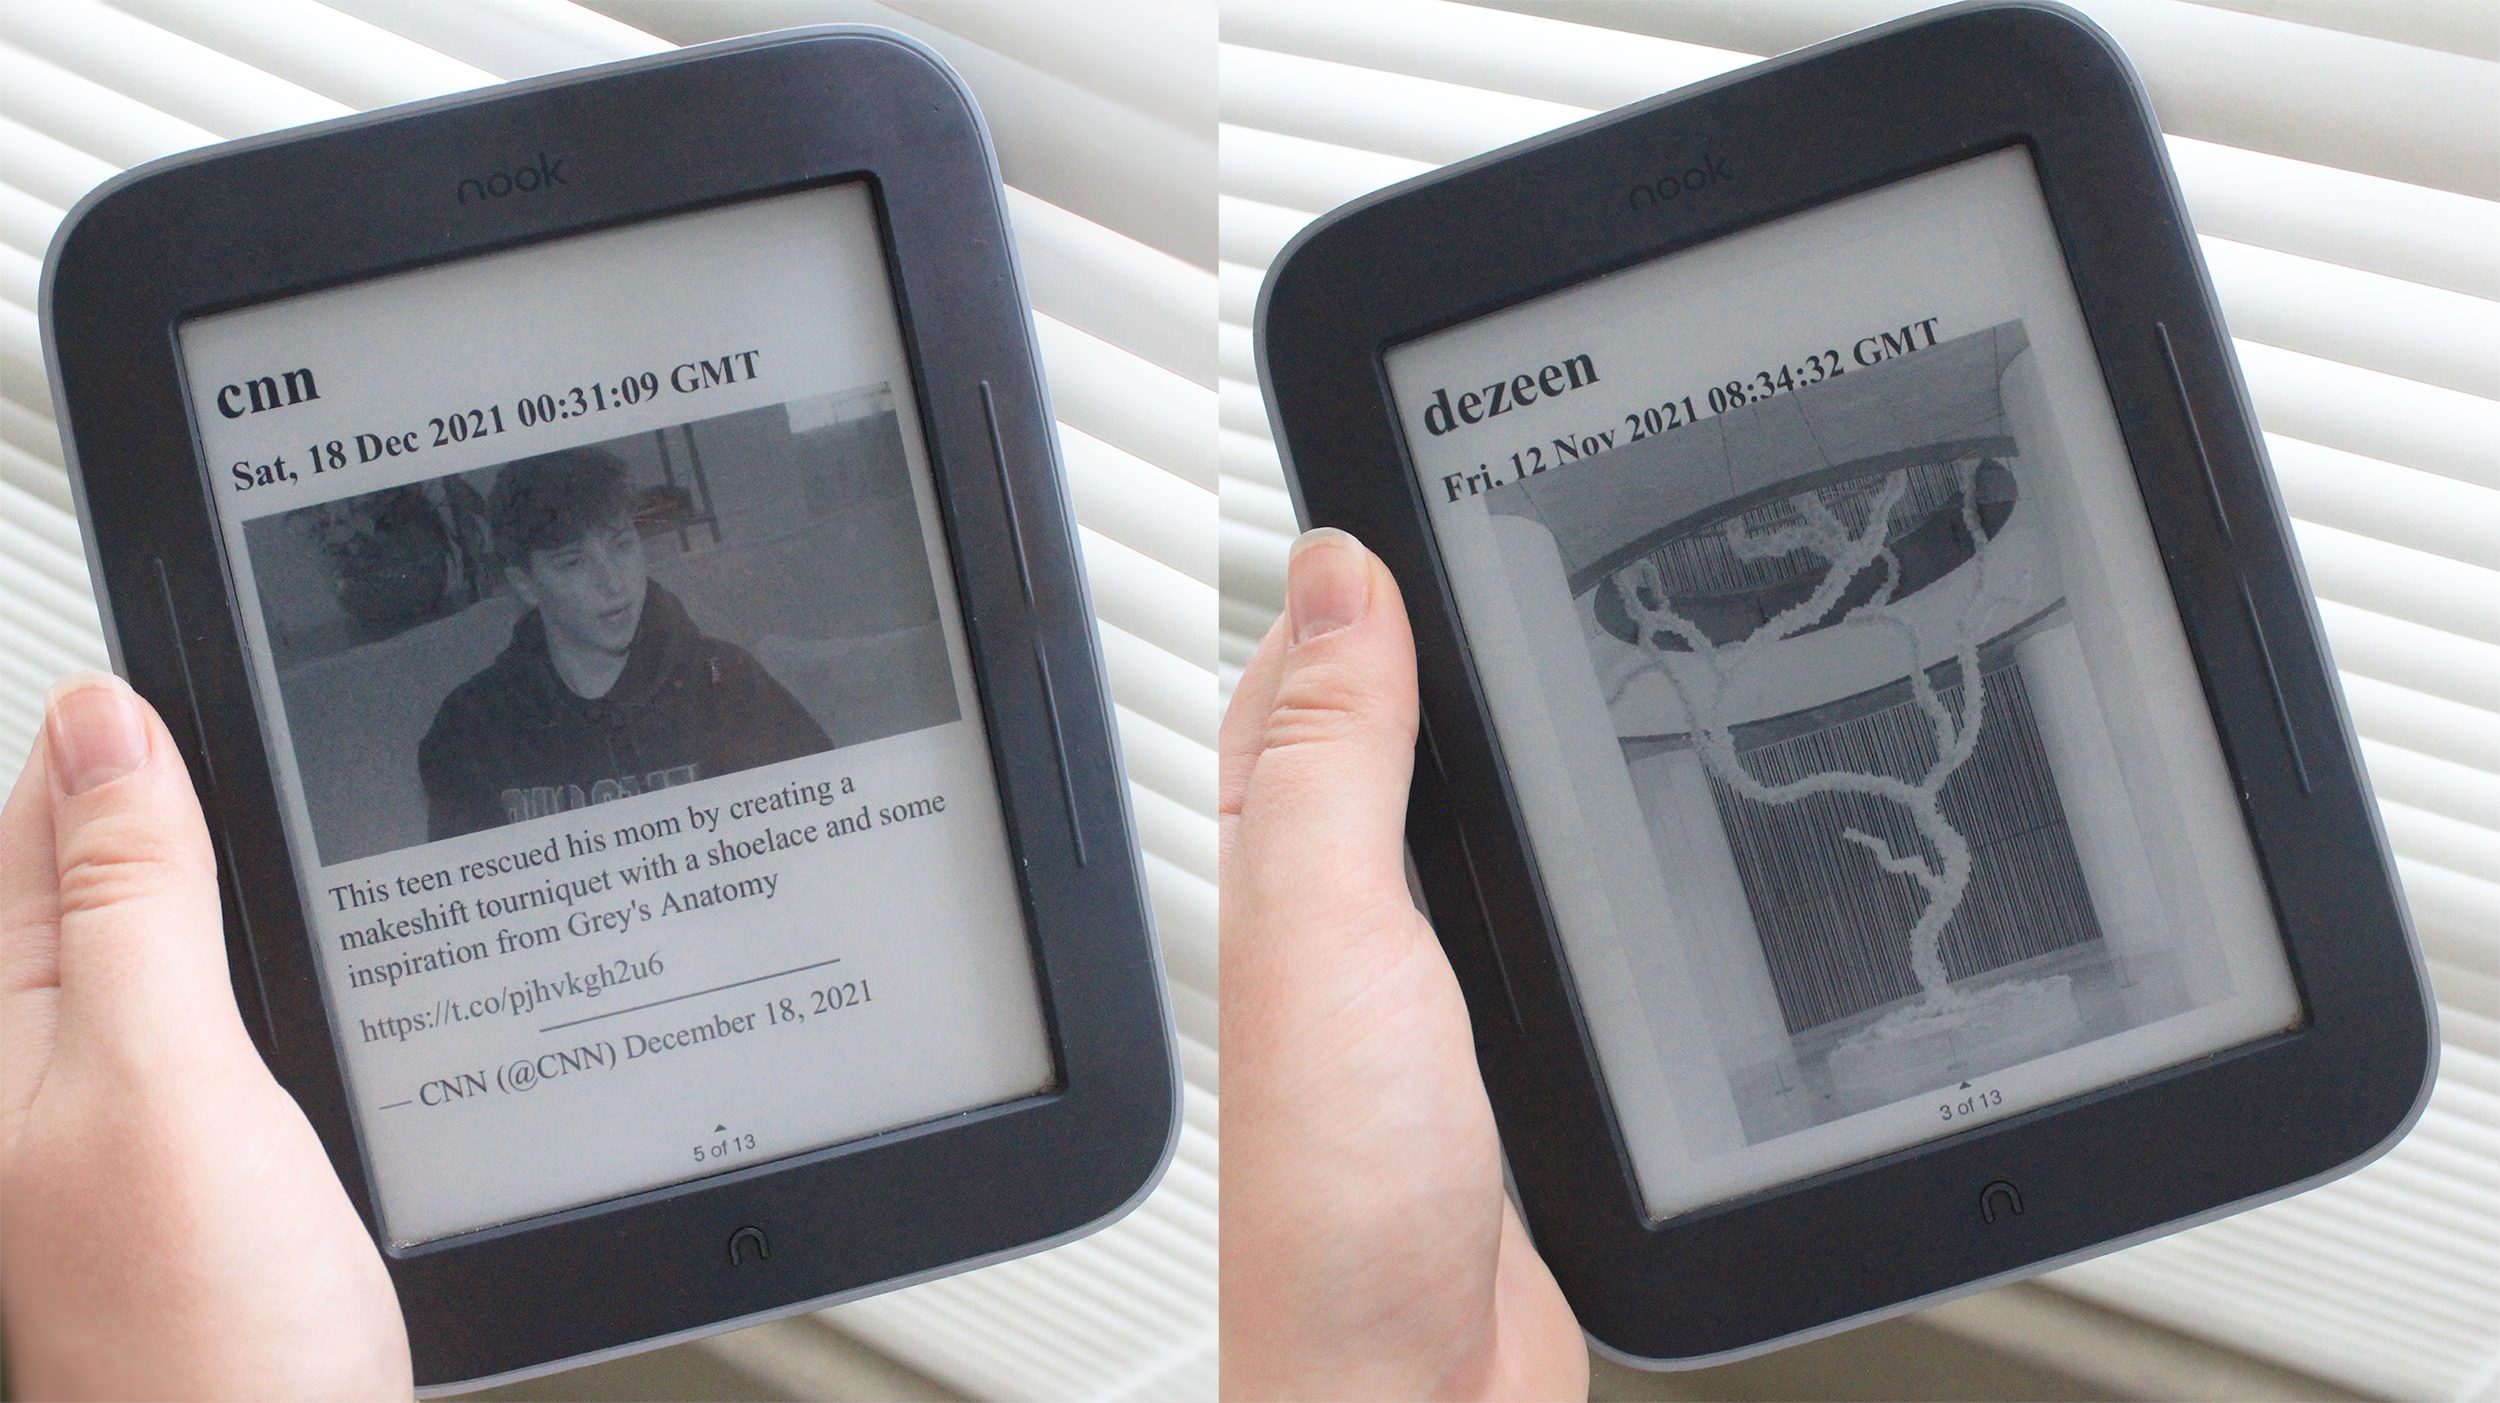 nook
cnn
Sat, 18 Dec 2021 00:31:09 GMT
This teen rescued his mom by creating a
makeshift tourniquet with a shoelace and some
inspiration from Grey's Anatomy
https://t.co/pjhvkgh2u6
— CNN (@CNN) December 18, 2021
5 of 13
n
nook
dezeen
Fri, 12 Nov 2021 08:34:32 GMT
3 of 13
n